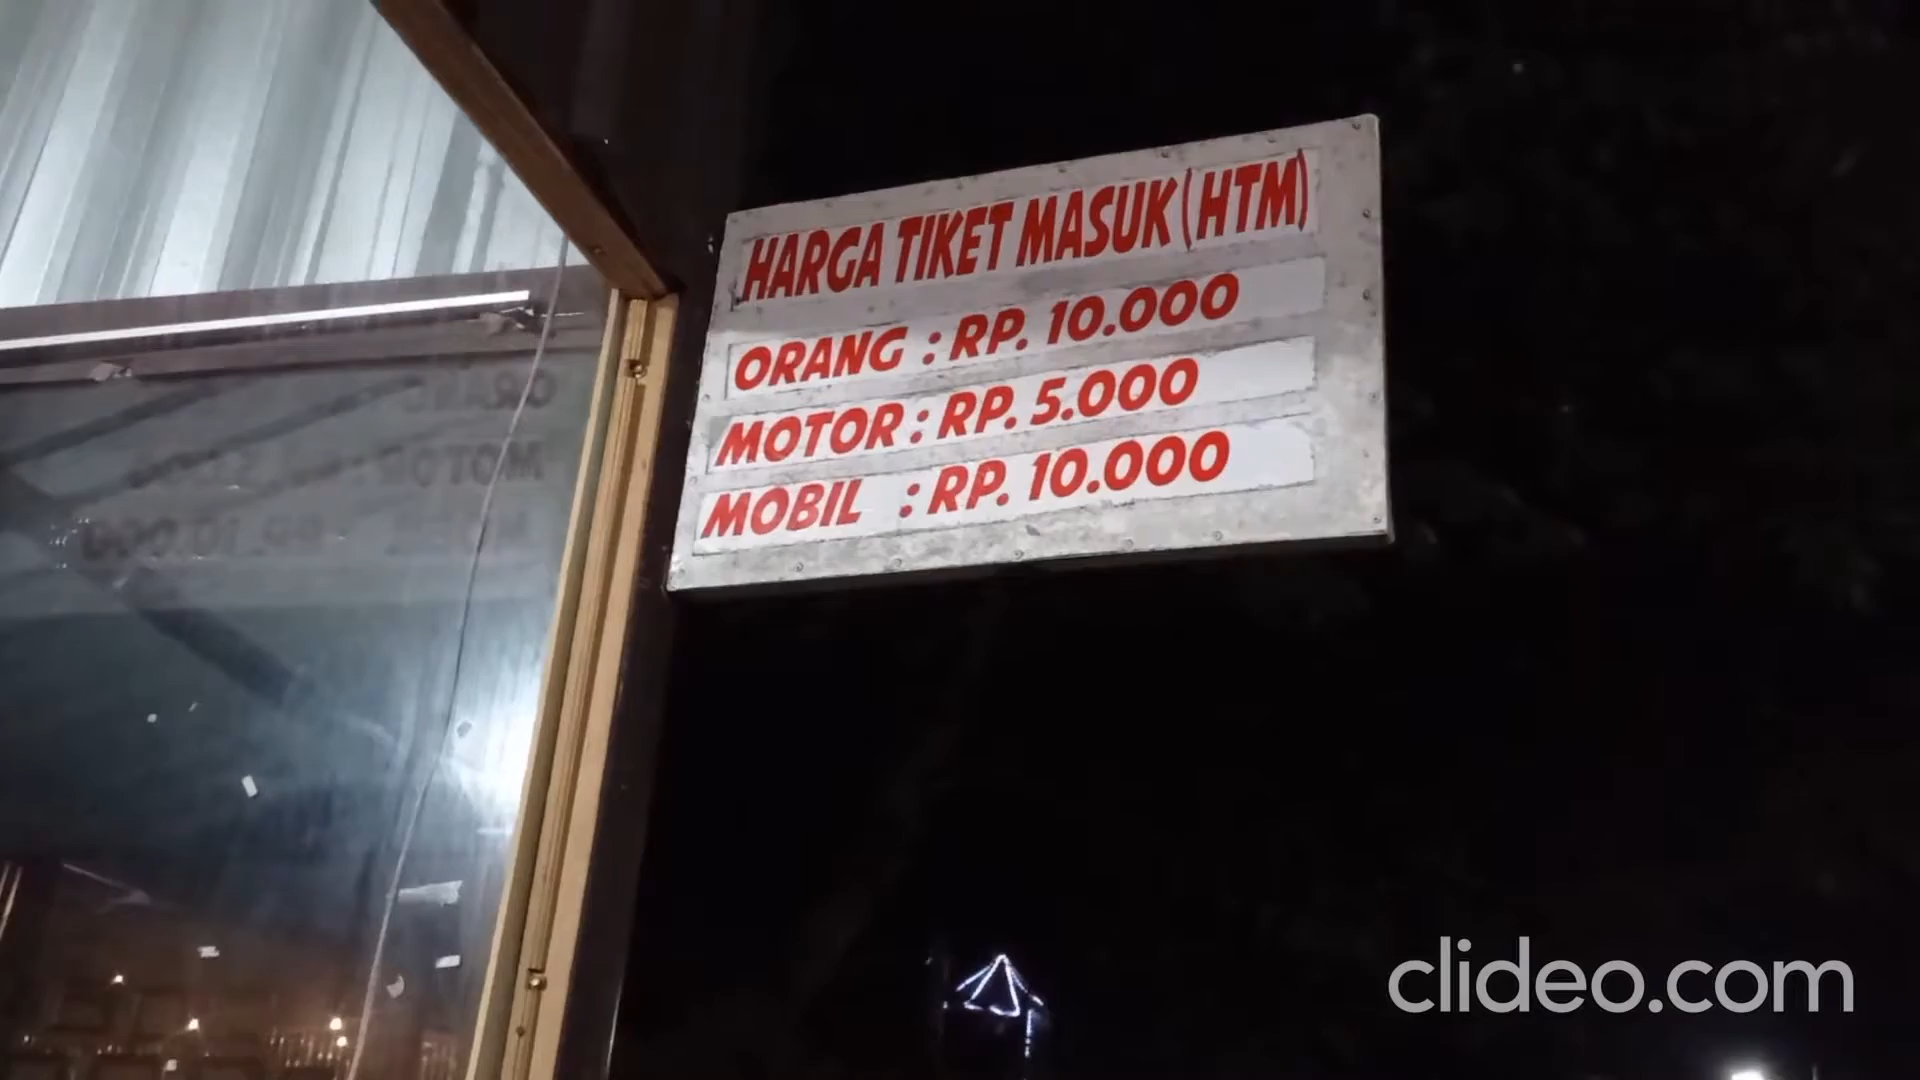 HARGA TIKET MASUK (HTM)
ORANG : RP. 10.000
MOTOR : RP. 5.000
MOBIL : RP. 10.000
clideo.com